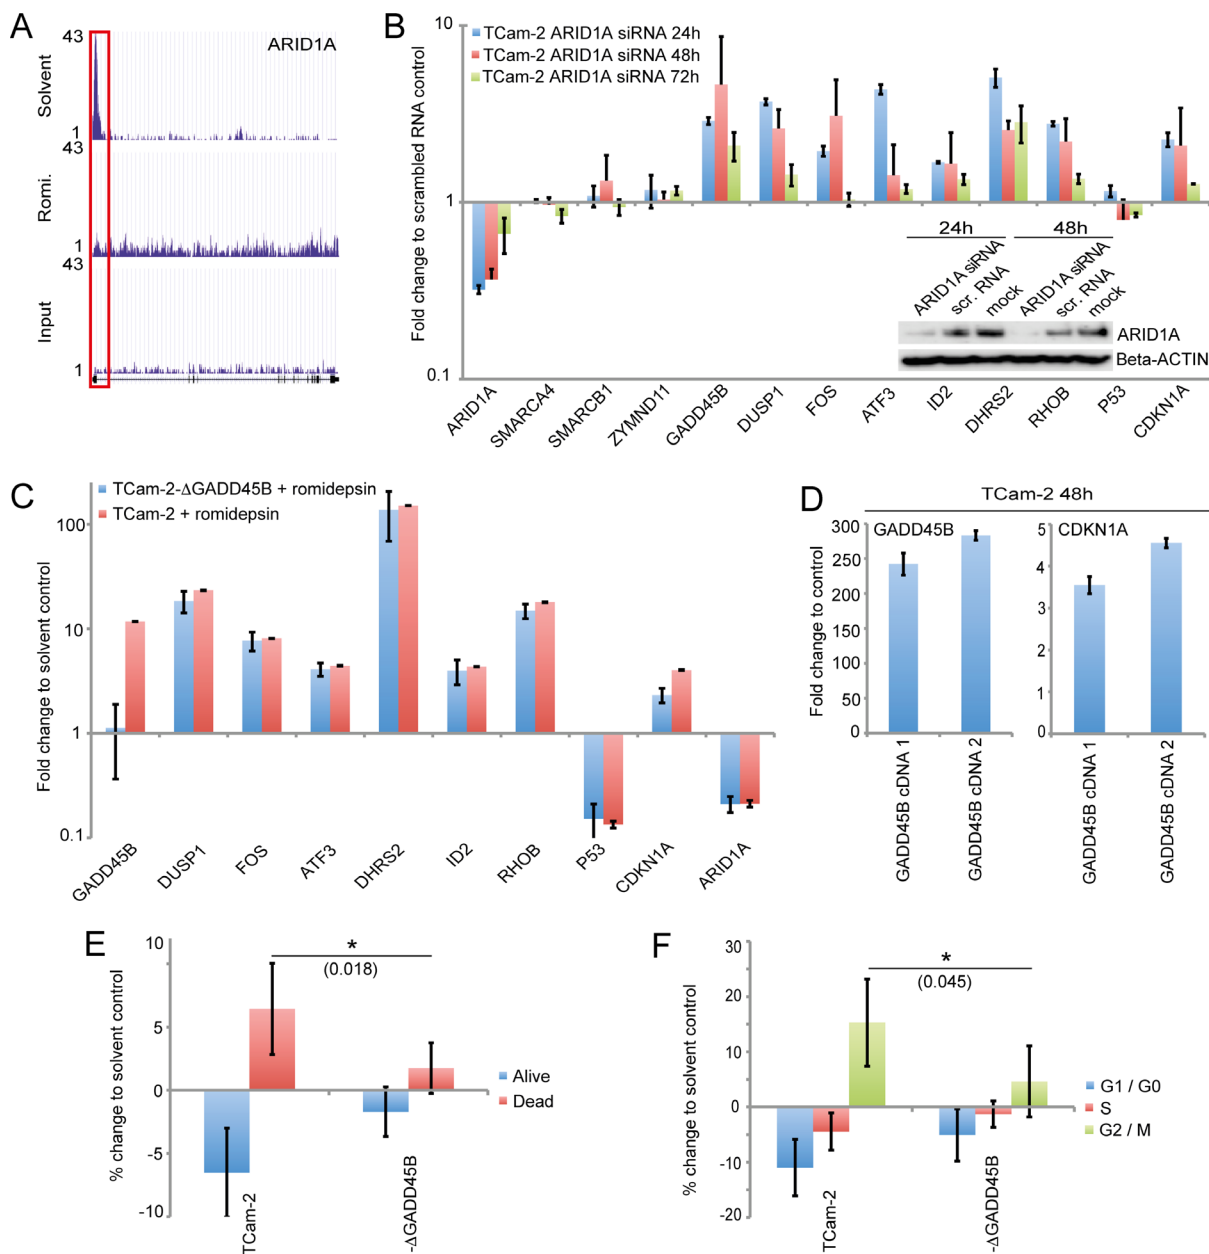 A
ARID1A
43
Solvent
1
43
Romi.
1
43
Input
1
B
TCam-2 ARID1A siRNA 24h
TCam-2 ARID1A siRNA 48h
TCam-2 ARID1A siRNA 72h
Fold change to scrambled RNA control
10
1
0.1
ARID1A
SMARCA4
SMARCB1
ZYMND11
GADD45B
DUSP1
FOS
ATF3
ID2
DHRS2
RHOB
P53
CDKN1A
24h
48h
ARID1A siRNA
scr. RNA
mock
ARID1A siRNA
scr. RNA
mock
ARID1A
Beta-ACTIN
C
TCam-2-ΔGADD45B + romidepsin
TCam-2 + romidepsin
Fold change to solvent control
100
10
1
0.1
GADD45B
DUSP1
FOS
ATF3
DHRS2
ID2
RHOB
P53
CDKN1A
ARID1A
D
TCam-2 48h
Fold change to control
300
250
200
150
100
50
0
GADD45B
GADD45B cDNA 1
GADD45B cDNA 2
5
4
3
2
1
0
CDKN1A
GADD45B cDNA 1
GADD45B cDNA 2
E
% change to solvent control
10
5
0
-5
-10
*
(0.018)
Alive
Dead
TCam-2
-ΔGADD45B
F
% change to solvent control
30
20
15
10
5
0
-5
-10
-15
-20
*
(0.045)
G1 / G0
S
G2 / M
TCam-2
-ΔGADD45B